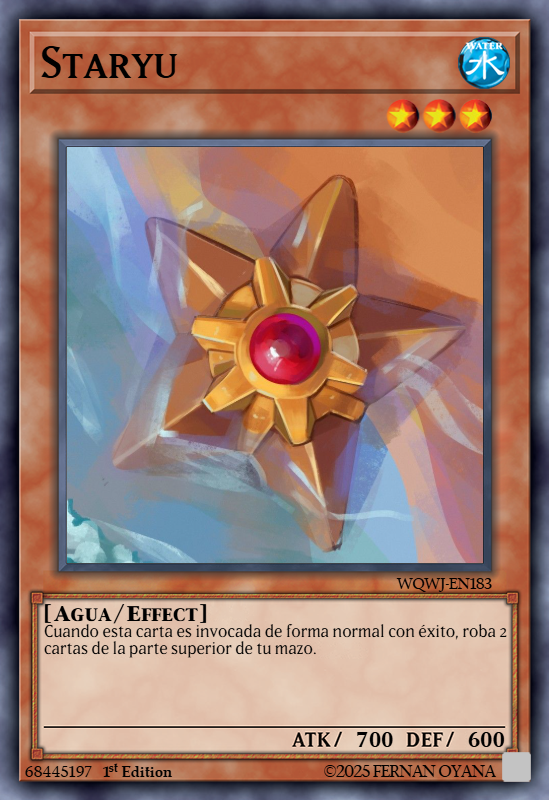 Staryu
WATER
水
WQWJ-EN183
[Agua/Effect]
Cuando esta carta es invocada de forma normal con éxito, roba 2
cartas de la parte superior de tu mazo.
ATK/ 700 DEF/ 600
68445197 1st Edition ©2025 FERNAN OYANA